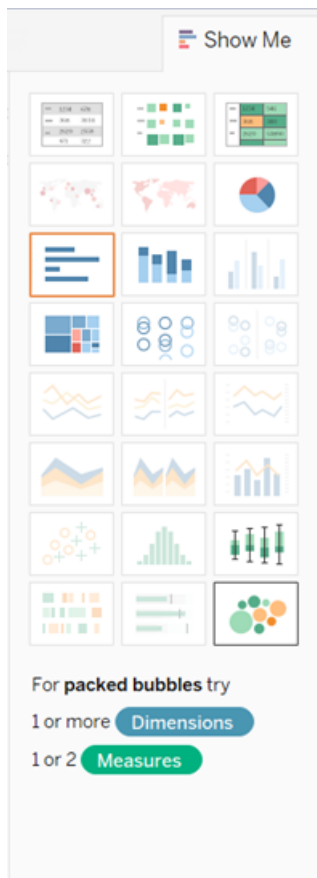 Show Me
For packed bubbles try
1 or more Dimensions
1 or 2 Measures